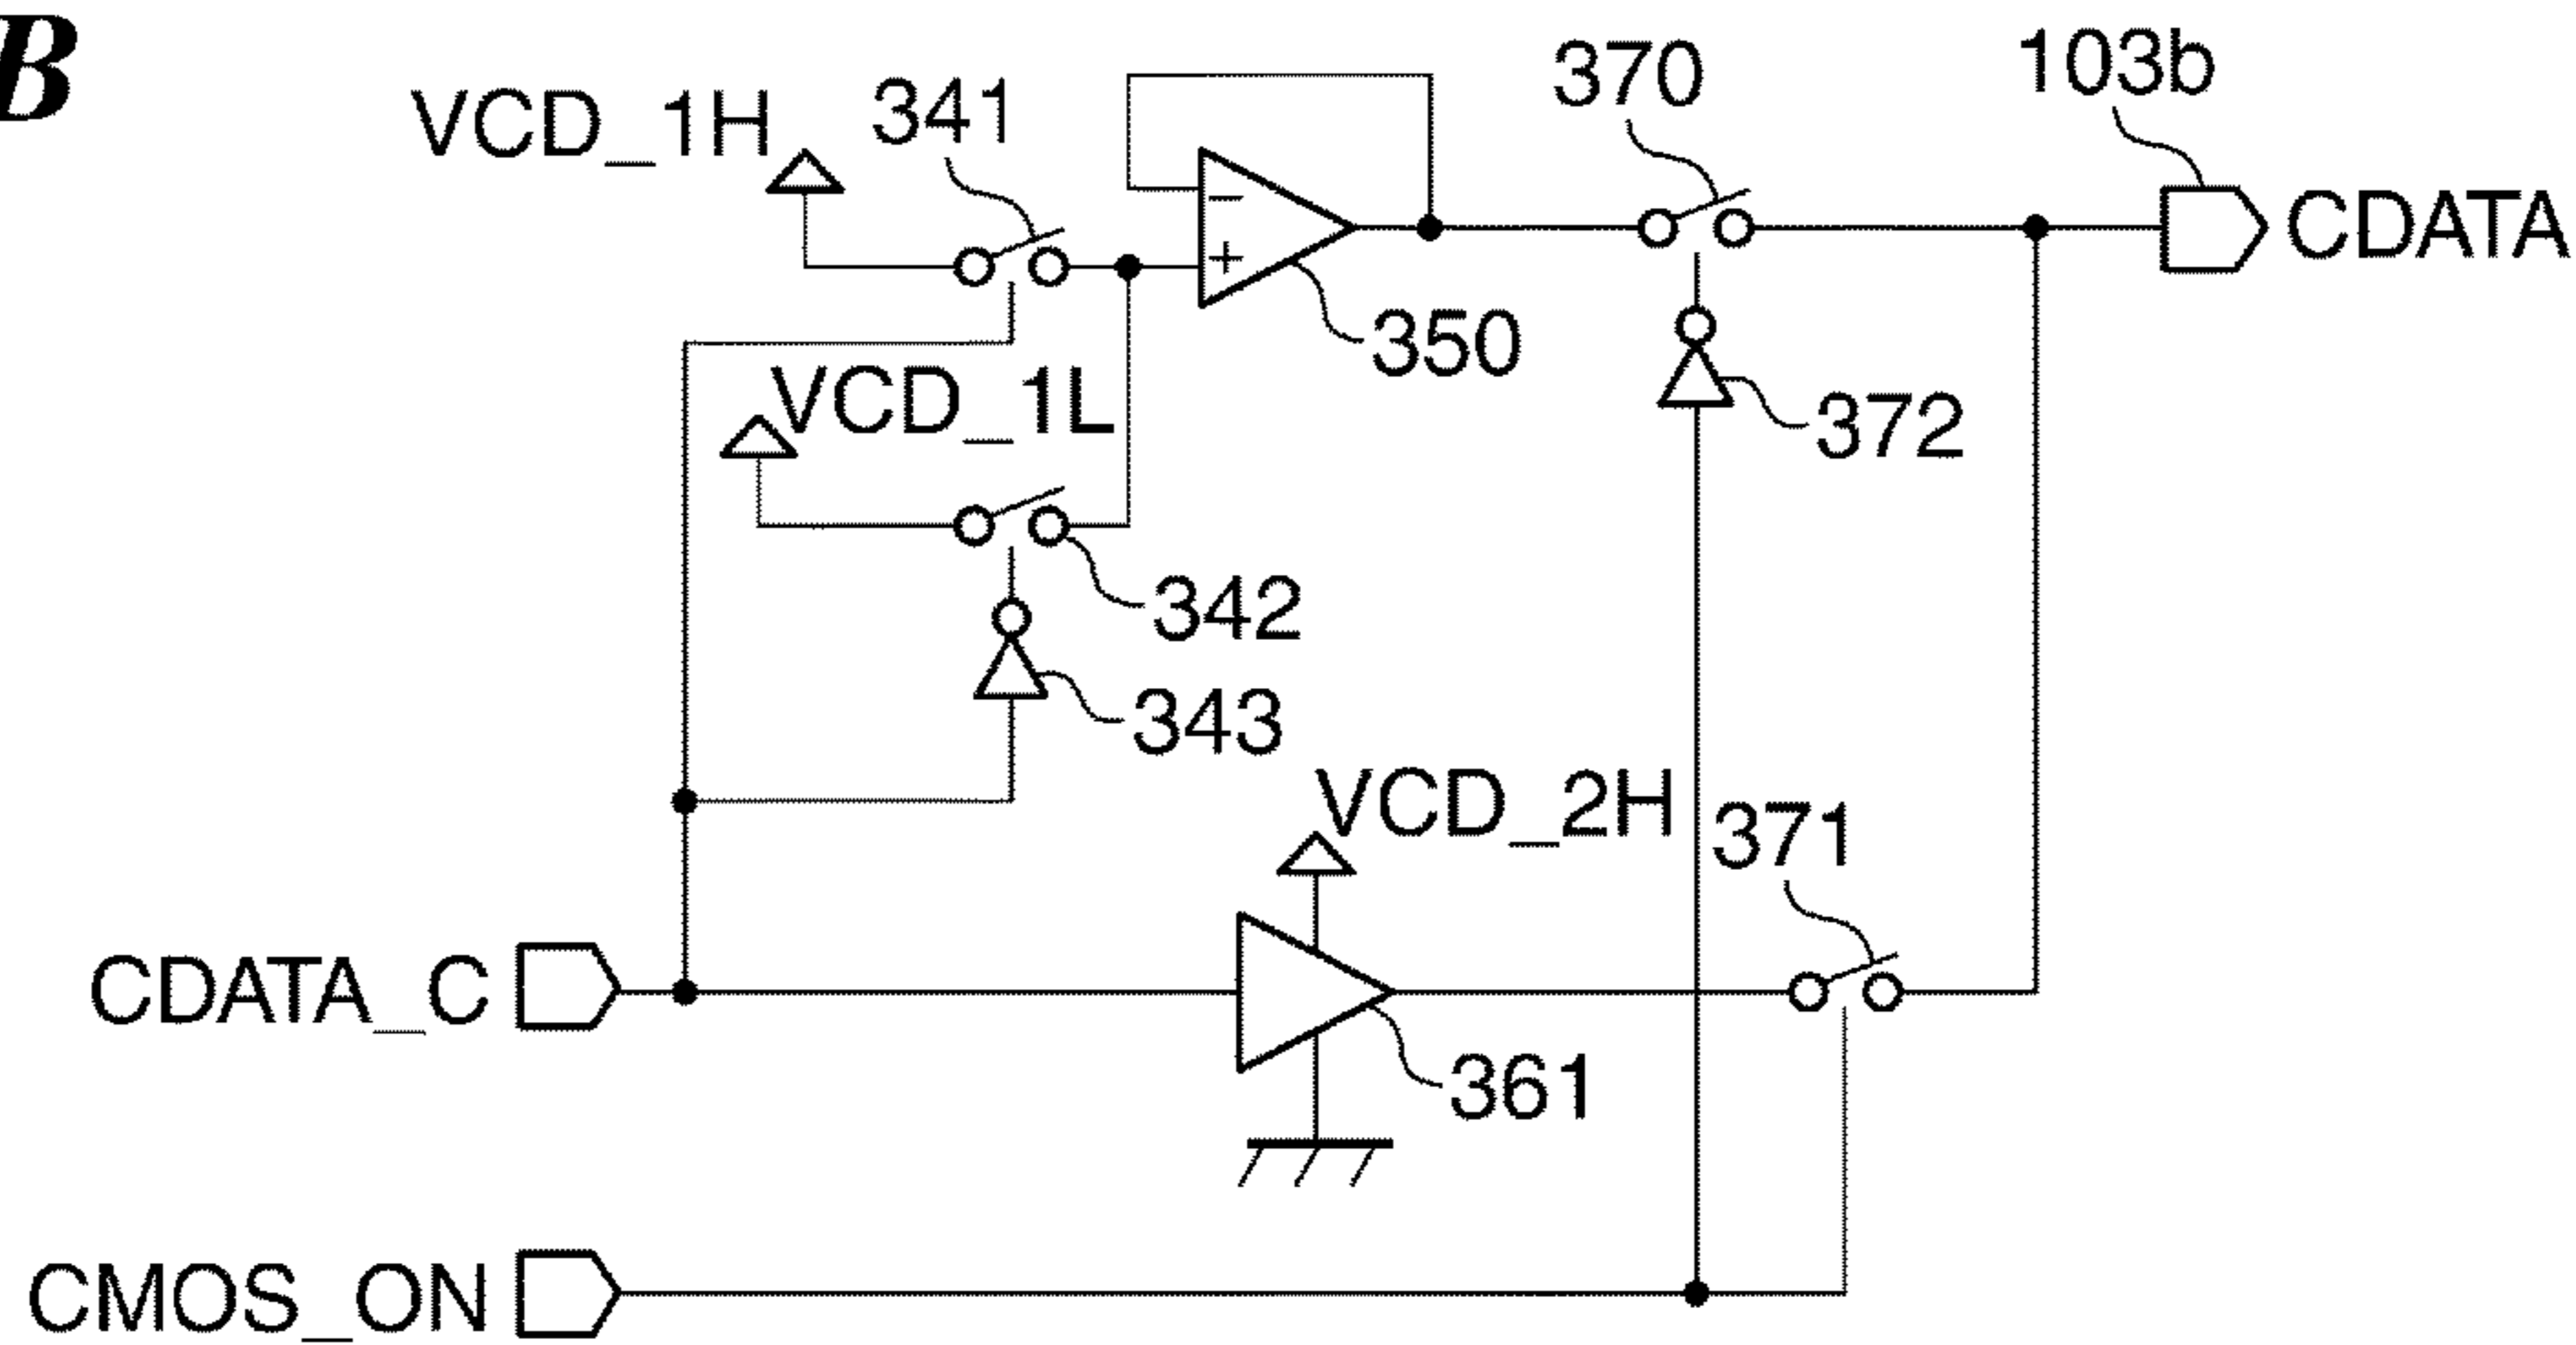 B
370
103b
VCD_1H
341
CDATA
−
+
350
VCD_1L
372
342
343
VCD_2H
371
CDATA_C
361
CMOS_ON